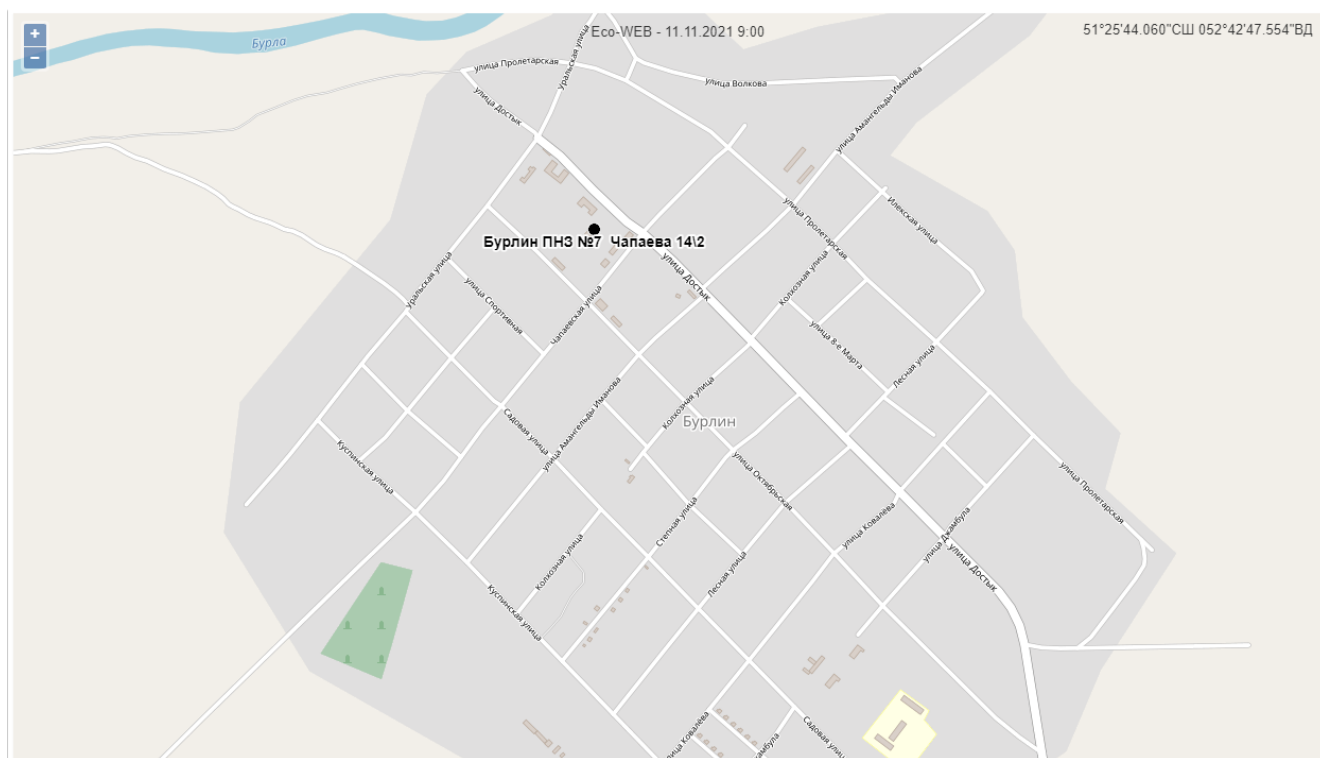 +
−
Бурла
Eco-WEB - 11.11.2021 9:00
51°25'44.060"СШ 052°42'47.554"ВД
улица Пролетарская
Уральская улица
улица Волкова
улица Достык
улица Амангельды Иманова
Илекская улица
улица Пролетарская
Бурлин ПНЗ №7 Чапаева 14\2
Уральская улица
улица Спортивная
Чапаевская улица
улица Достык
Колхозная улица
улица 8-е Марта
Лесная улица
улица Амангельды Иманова
Колхозная улица
Бурлин
Садовая улица
Куспинская улица
улица Октябрьская
улица Пролетарская
Степная улица
улица Ковалёва
улица Джамбула
улица Достык
Колхозная улица
Лесная улица
Куспинская улица
улица Ковалёва
Садовая улица